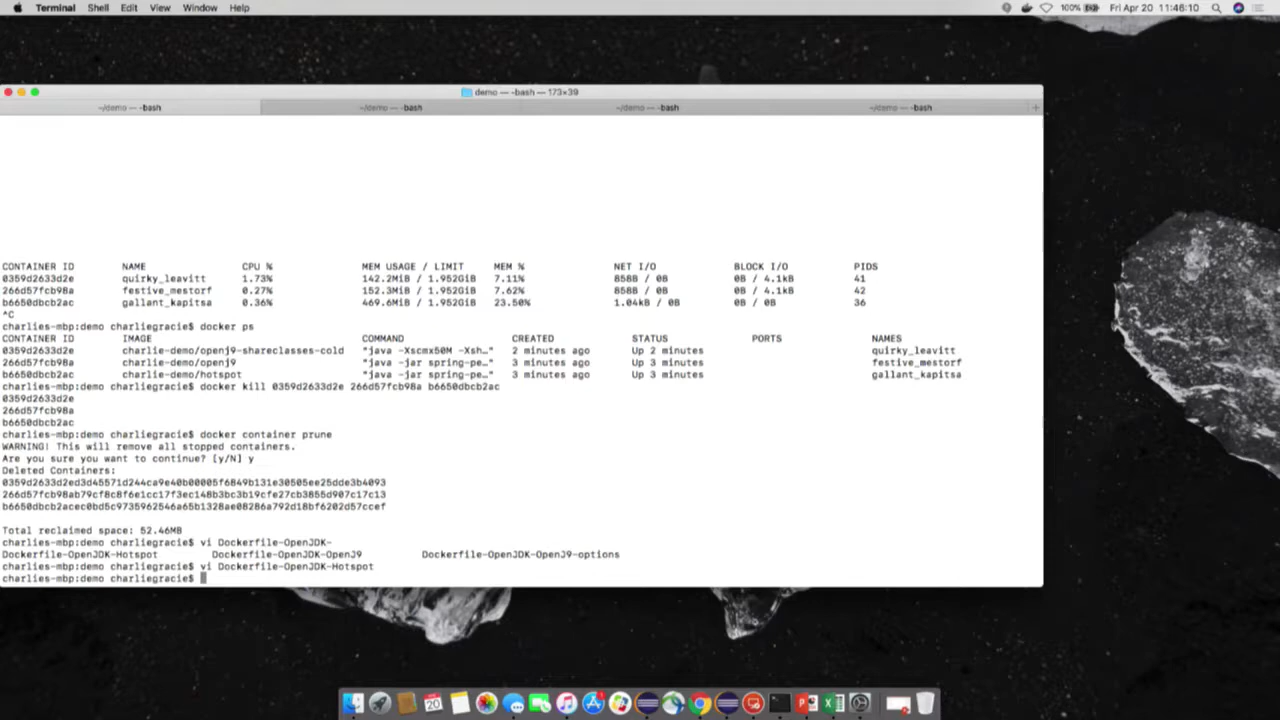 Terminal Shell Edit View Window Help 100% Fri Apr 20 11:46:10
demo — -bash — 173×39
~/demo — -bash ~/demo — -bash ~/demo — -bash ~/demo — -bash +
CONTAINER ID NAME CPU % MEM USAGE / LIMIT MEM % NET I/O BLOCK I/O PIDS
0359d2633d2e quirky_leavitt 1.73% 142.2MiB / 1.952GiB 7.11% 858B / 0B 0B / 4.1kB 41
266d57fcb98a festive_mestorf 0.27% 152.3MiB / 1.952GiB 7.62% 858B / 0B 0B / 4.1kB 42
b6650dbcb2ac gallant_kapitsa 0.36% 469.6MiB / 1.952GiB 23.50% 1.04kB / 0B 0B / 0B 36
^C
charlies-mbp:demo charliegracie$ docker ps
CONTAINER ID IMAGE COMMAND CREATED STATUS PORTS NAMES
0359d2633d2e charlie-demo/openj9-shareclasses-cold "java -Xscmx50M -Xsh…" 2 minutes ago Up 2 minutes quirky_leavitt
266d57fcb98a charlie-demo/openj9 "java -jar spring-pe…" 3 minutes ago Up 3 minutes festive_mestorf
b6650dbcb2ac charlie-demo/hotspot "java -jar spring-pe…" 3 minutes ago Up 3 minutes gallant_kapitsa
charlies-mbp:demo charliegracie$ docker kill 0359d2633d2e 266d57fcb98a b6650dbcb2ac
0359d2633d2e
266d57fcb98a
b6650dbcb2ac
charlies-mbp:demo charliegracie$ docker container prune
WARNING! This will remove all stopped containers.
Are you sure you want to continue? [y/N] y
Deleted Containers:
0359d2633d2ed3d45571d244ca9e40b00005f6849b131e30505ee25dde3b4093
266d57fcb98ab79cf8c8f6e1cc17f3ec148b3bc3b19cfe27cb3855d907c17c13
b6650dbcb2acec0bd5c9735962546a65b1328ae08286a792d18bf6202d57ccef
Total reclaimed space: 52.46MB
charlies-mbp:demo charliegracie$ vi Dockerfile-OpenJDK-
Dockerfile-OpenJDK-Hotspot Dockerfile-OpenJDK-OpenJ9 Dockerfile-OpenJDK-OpenJ9-options
charlies-mbp:demo charliegracie$ vi Dockerfile-OpenJDK-Hotspot
charlies-mbp:demo charliegracie$
20